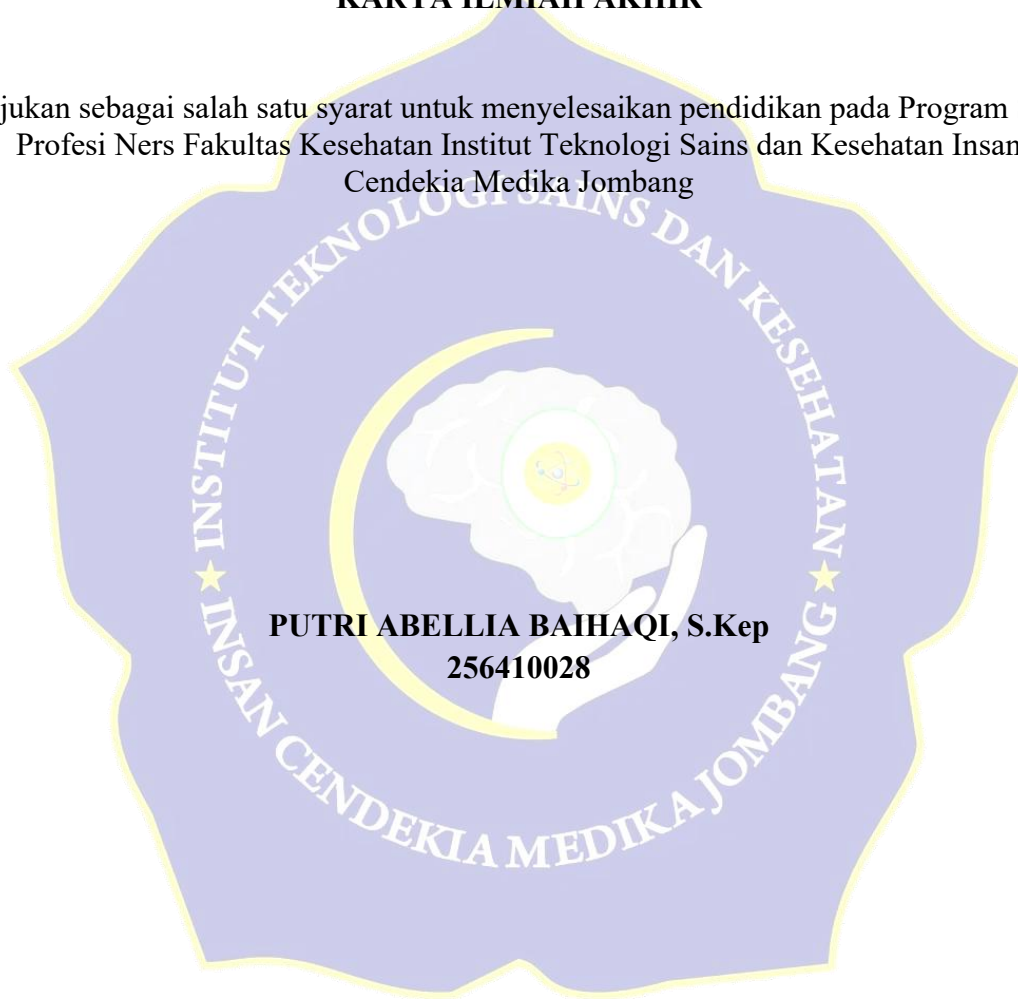 KARYA ILMIAH AKHIR
jukan sebagai salah satu syarat untuk menyelesaikan pendidikan pada Program
Profesi Ners Fakultas Kesehatan Institut Teknologi Sains dan Kesehatan Insan
Cendekia Medika Jombang
INSTITUT TEKNOLOGI SAINS DAN KESEHATAN
PUTRI ABELLIA BAIHAQI, S.Kep
256410028
INSAN CENDEKIA MEDIKA JOMBANG